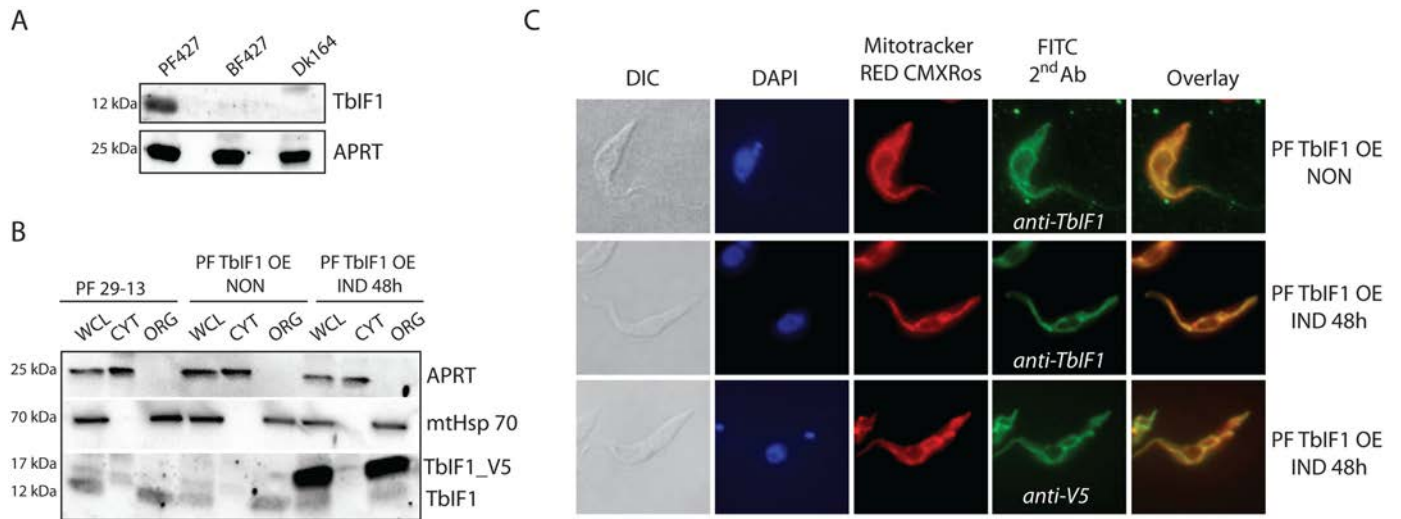 A
PF427 BF427 Dk164
12 kDa TbIF1
25 kDa APRT
B
PF 29-13
PF TbIF1 OE
NON
PF TbIF1 OE
IND 48h
WCL CYT ORG WCL CYT ORG WCL CYT ORG
25 kDa APRT
70 kDa mtHsp 70
17 kDa TbIF1_V5
12 kDa TbIF1
C
DIC
DAPI
Mitotracker
RED CMXRos
FITC
2nd Ab
Overlay
anti-TbIF1
PF TbIF1 OE
NON
anti-TbIF1
PF TbIF1 OE
IND 48h
anti-V5
PF TbIF1 OE
IND 48h